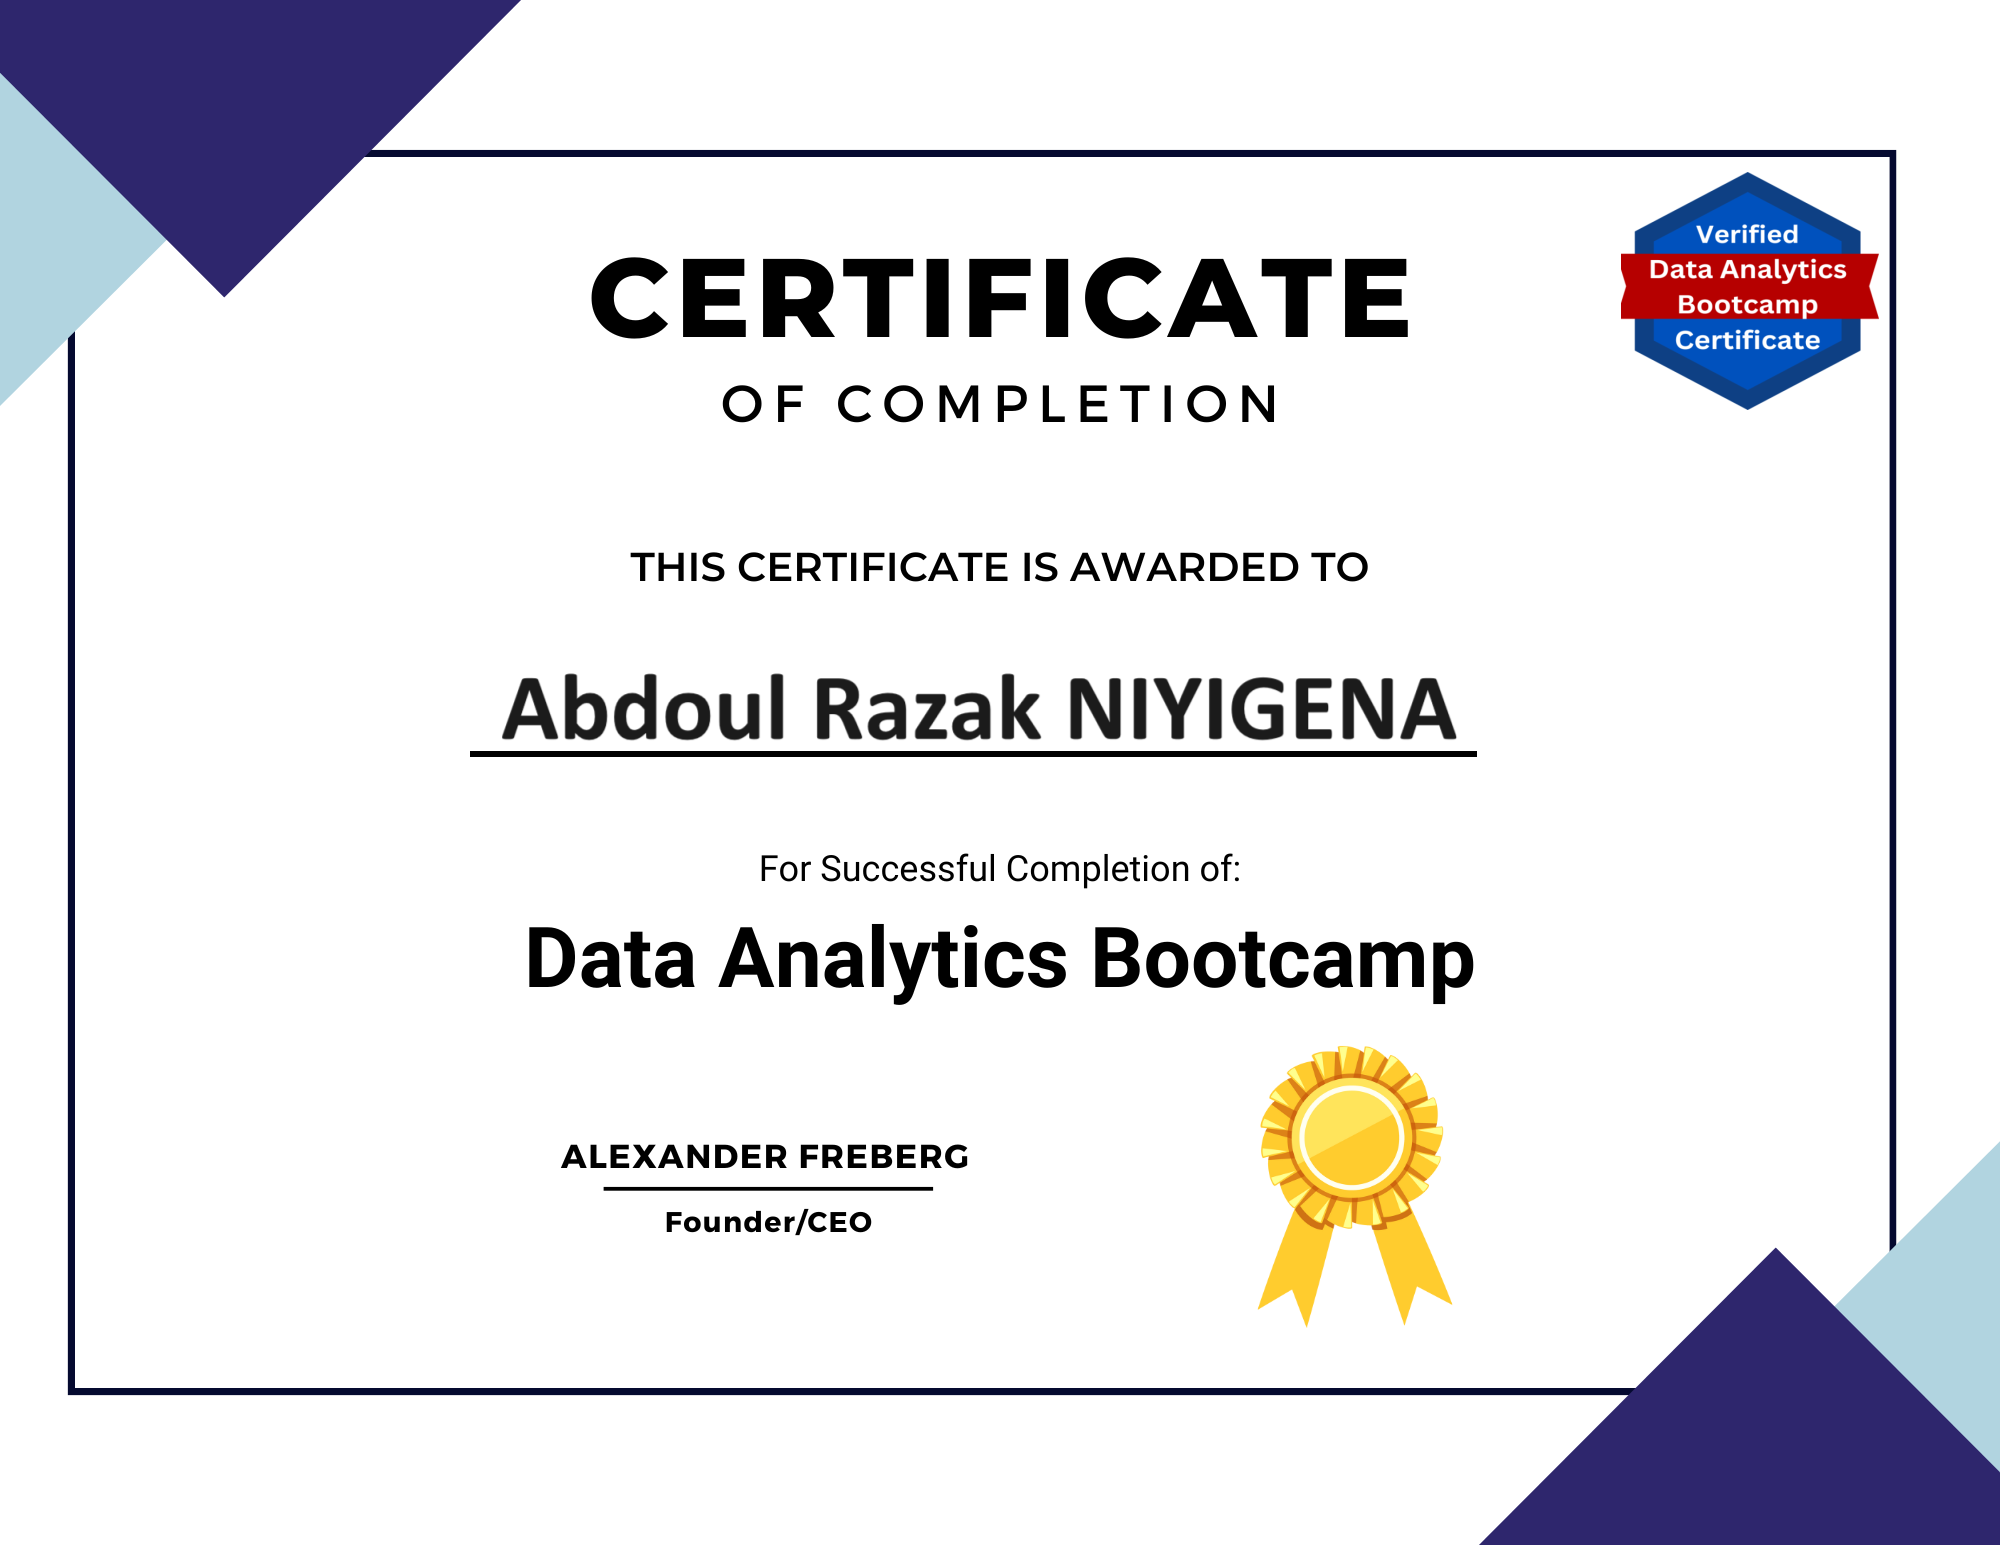 CERTIFICATE
OF COMPLETION
Verified
Data Analytics
Bootcamp
Certificate
THIS CERTIFICATE IS AWARDED TO
Abdoul Razak NIYIGENA
For Successful Completion of:
Data Analytics Bootcamp
ALEXANDER FREBERG
Founder/CEO